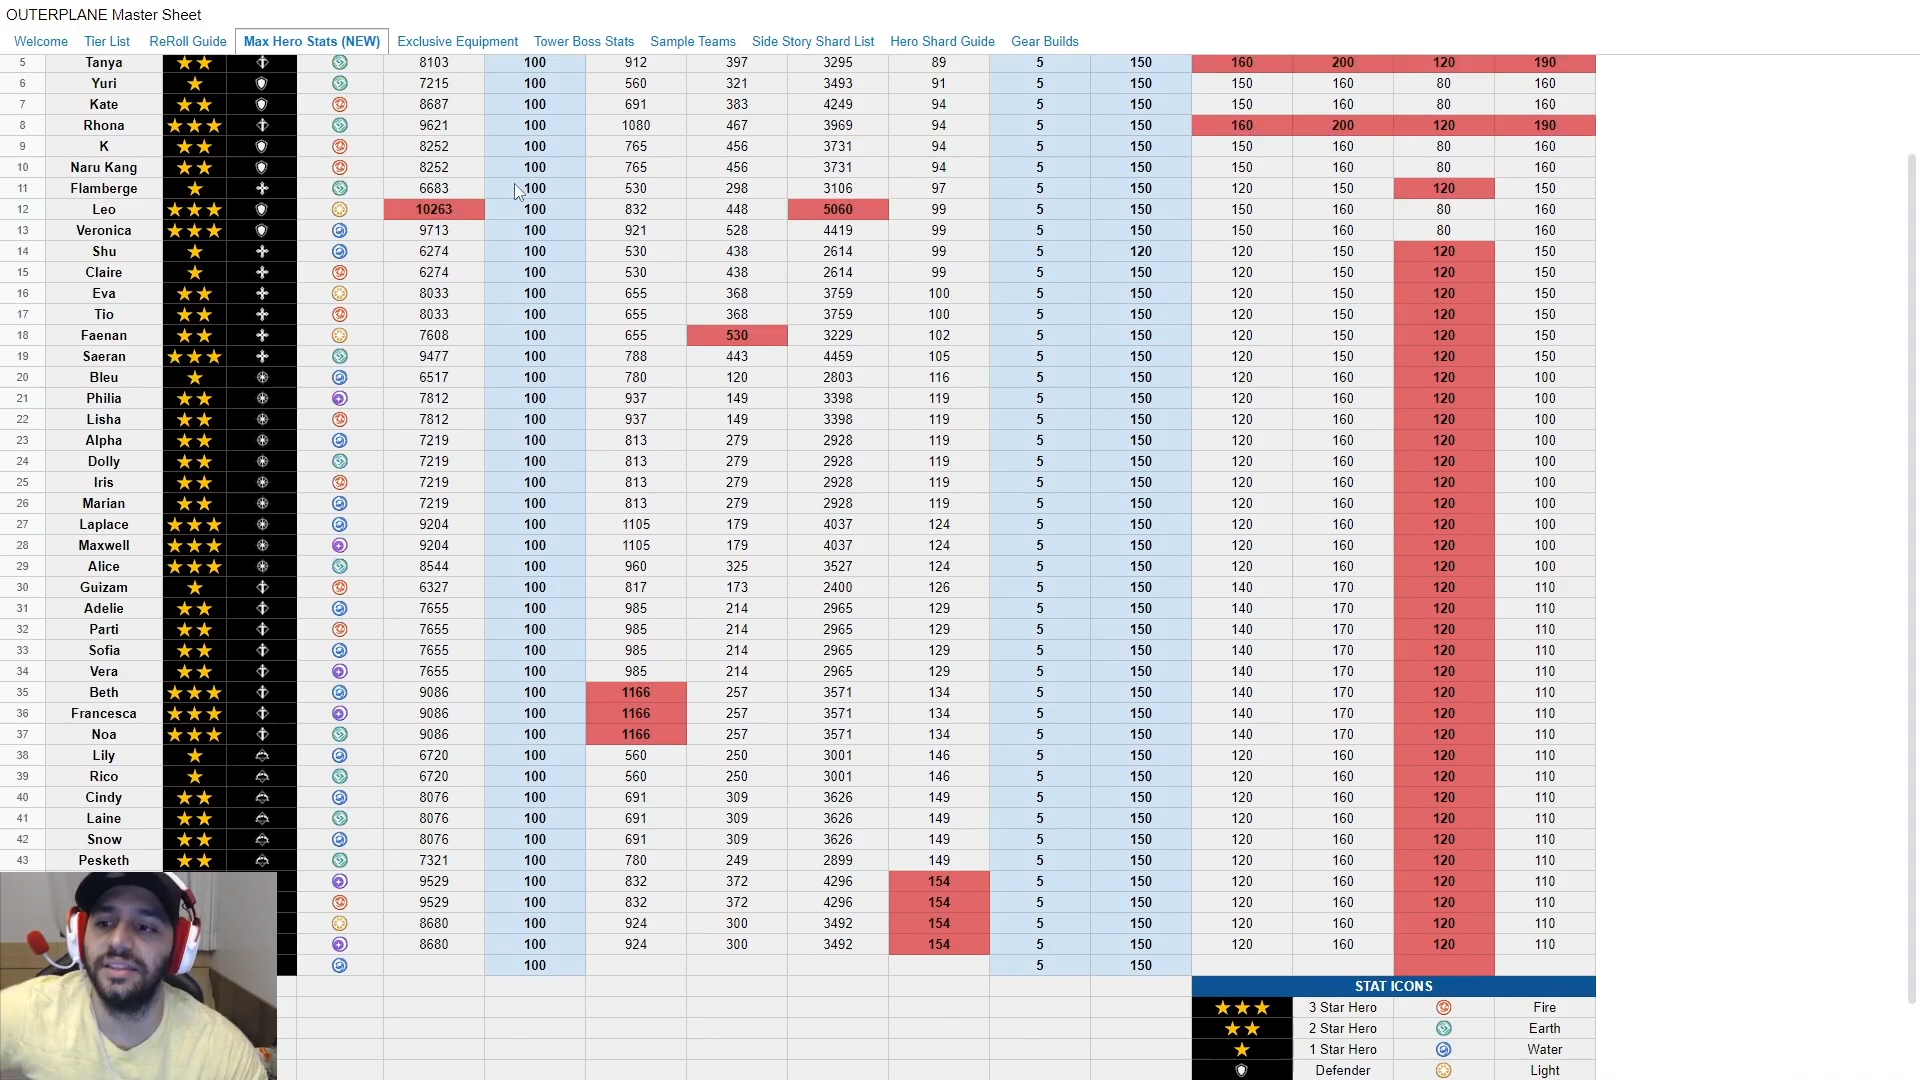 OUTERPLANE Master Sheet
Welcome Tier List ReRoll Guide Max Hero Stats (NEW) Exclusive Equipment Tower Boss Stats Sample Teams Side Story Shard List Hero Shard Guide Gear Builds
5 Tanya 8103 100 912 397 3295 89 5 150 160 200 120 190
6 Yuri 7215 100 560 321 3493 91 5 150 150 160 80 160
7 Kate 8687 100 691 383 4249 94 5 150 150 160 80 160
8 Rhona 9621 100 1080 467 3969 94 5 150 160 200 120 190
9 K 8252 100 765 456 3731 94 5 150 150 160 80 160
10 Naru Kang 8252 100 765 456 3731 94 5 150 150 160 80 160
11 Flamberge 6683 100 530 298 3106 97 5 150 120 150 120 150
12 Leo 10263 100 832 448 5060 99 5 150 150 160 80 160
13 Veronica 9713 100 921 528 4419 99 5 150 150 160 80 160
14 Shu 6274 100 530 438 2614 99 5 120 120 150 120 150
15 Claire 6274 100 530 438 2614 99 5 150 120 150 120 150
16 Eva 8033 100 655 368 3759 100 5 150 120 150 120 150
17 Tio 8033 100 655 368 3759 100 5 150 120 150 120 150
18 Faenan 7608 100 655 530 3229 102 5 150 120 150 120 150
19 Saeran 9477 100 788 443 4459 105 5 150 120 150 120 150
20 Bleu 6517 100 780 120 2803 116 5 150 120 160 120 100
21 Philia 7812 100 937 149 3398 119 5 150 120 160 120 100
22 Lisha 7812 100 937 149 3398 119 5 150 120 160 120 100
23 Alpha 7219 100 813 279 2928 119 5 150 120 160 120 100
24 Dolly 7219 100 813 279 2928 119 5 150 120 160 120 100
25 Iris 7219 100 813 279 2928 119 5 150 120 160 120 100
26 Marian 7219 100 813 279 2928 119 5 150 120 160 120 100
27 Laplace 9204 100 1105 179 4037 124 5 150 120 160 120 100
28 Maxwell 9204 100 1105 179 4037 124 5 150 120 160 120 100
29 Alice 8544 100 960 325 3527 124 5 150 120 160 120 100
30 Guizam 6327 100 817 173 2400 126 5 150 140 170 120 110
31 Adelie 7655 100 985 214 2965 129 5 150 140 170 120 110
32 Parti 7655 100 985 214 2965 129 5 150 140 170 120 110
33 Sofia 7655 100 985 214 2965 129 5 150 140 170 120 110
34 Vera 7655 100 985 214 2965 129 5 150 140 170 120 110
35 Beth 9086 100 1166 257 3571 134 5 150 140 170 120 110
36 Francesca 9086 100 1166 257 3571 134 5 150 140 170 120 110
37 Noa 9086 100 1166 257 3571 134 5 150 140 170 120 110
38 Lily 6720 100 560 250 3001 146 5 150 120 160 120 110
39 Rico 6720 100 560 250 3001 146 5 150 120 160 120 110
40 Cindy 8076 100 691 309 3626 149 5 150 120 160 120 110
41 Laine 8076 100 691 309 3626 149 5 150 120 160 120 110
42 Snow 8076 100 691 309 3626 149 5 150 120 160 120 110
43 Pesketh 7321 100 780 249 2899 149 5 150 120 160 120 110
9529 100 832 372 4296 154 5 150 120 160 120 110
9529 100 832 372 4296 154 5 150 120 160 120 110
8680 100 924 300 3492 154 5 150 120 160 120 110
8680 100 924 300 3492 154 5 150 120 160 120 110
100 5 150
STAT ICONS
3 Star Hero Fire
2 Star Hero Earth
1 Star Hero Water
Defender Light